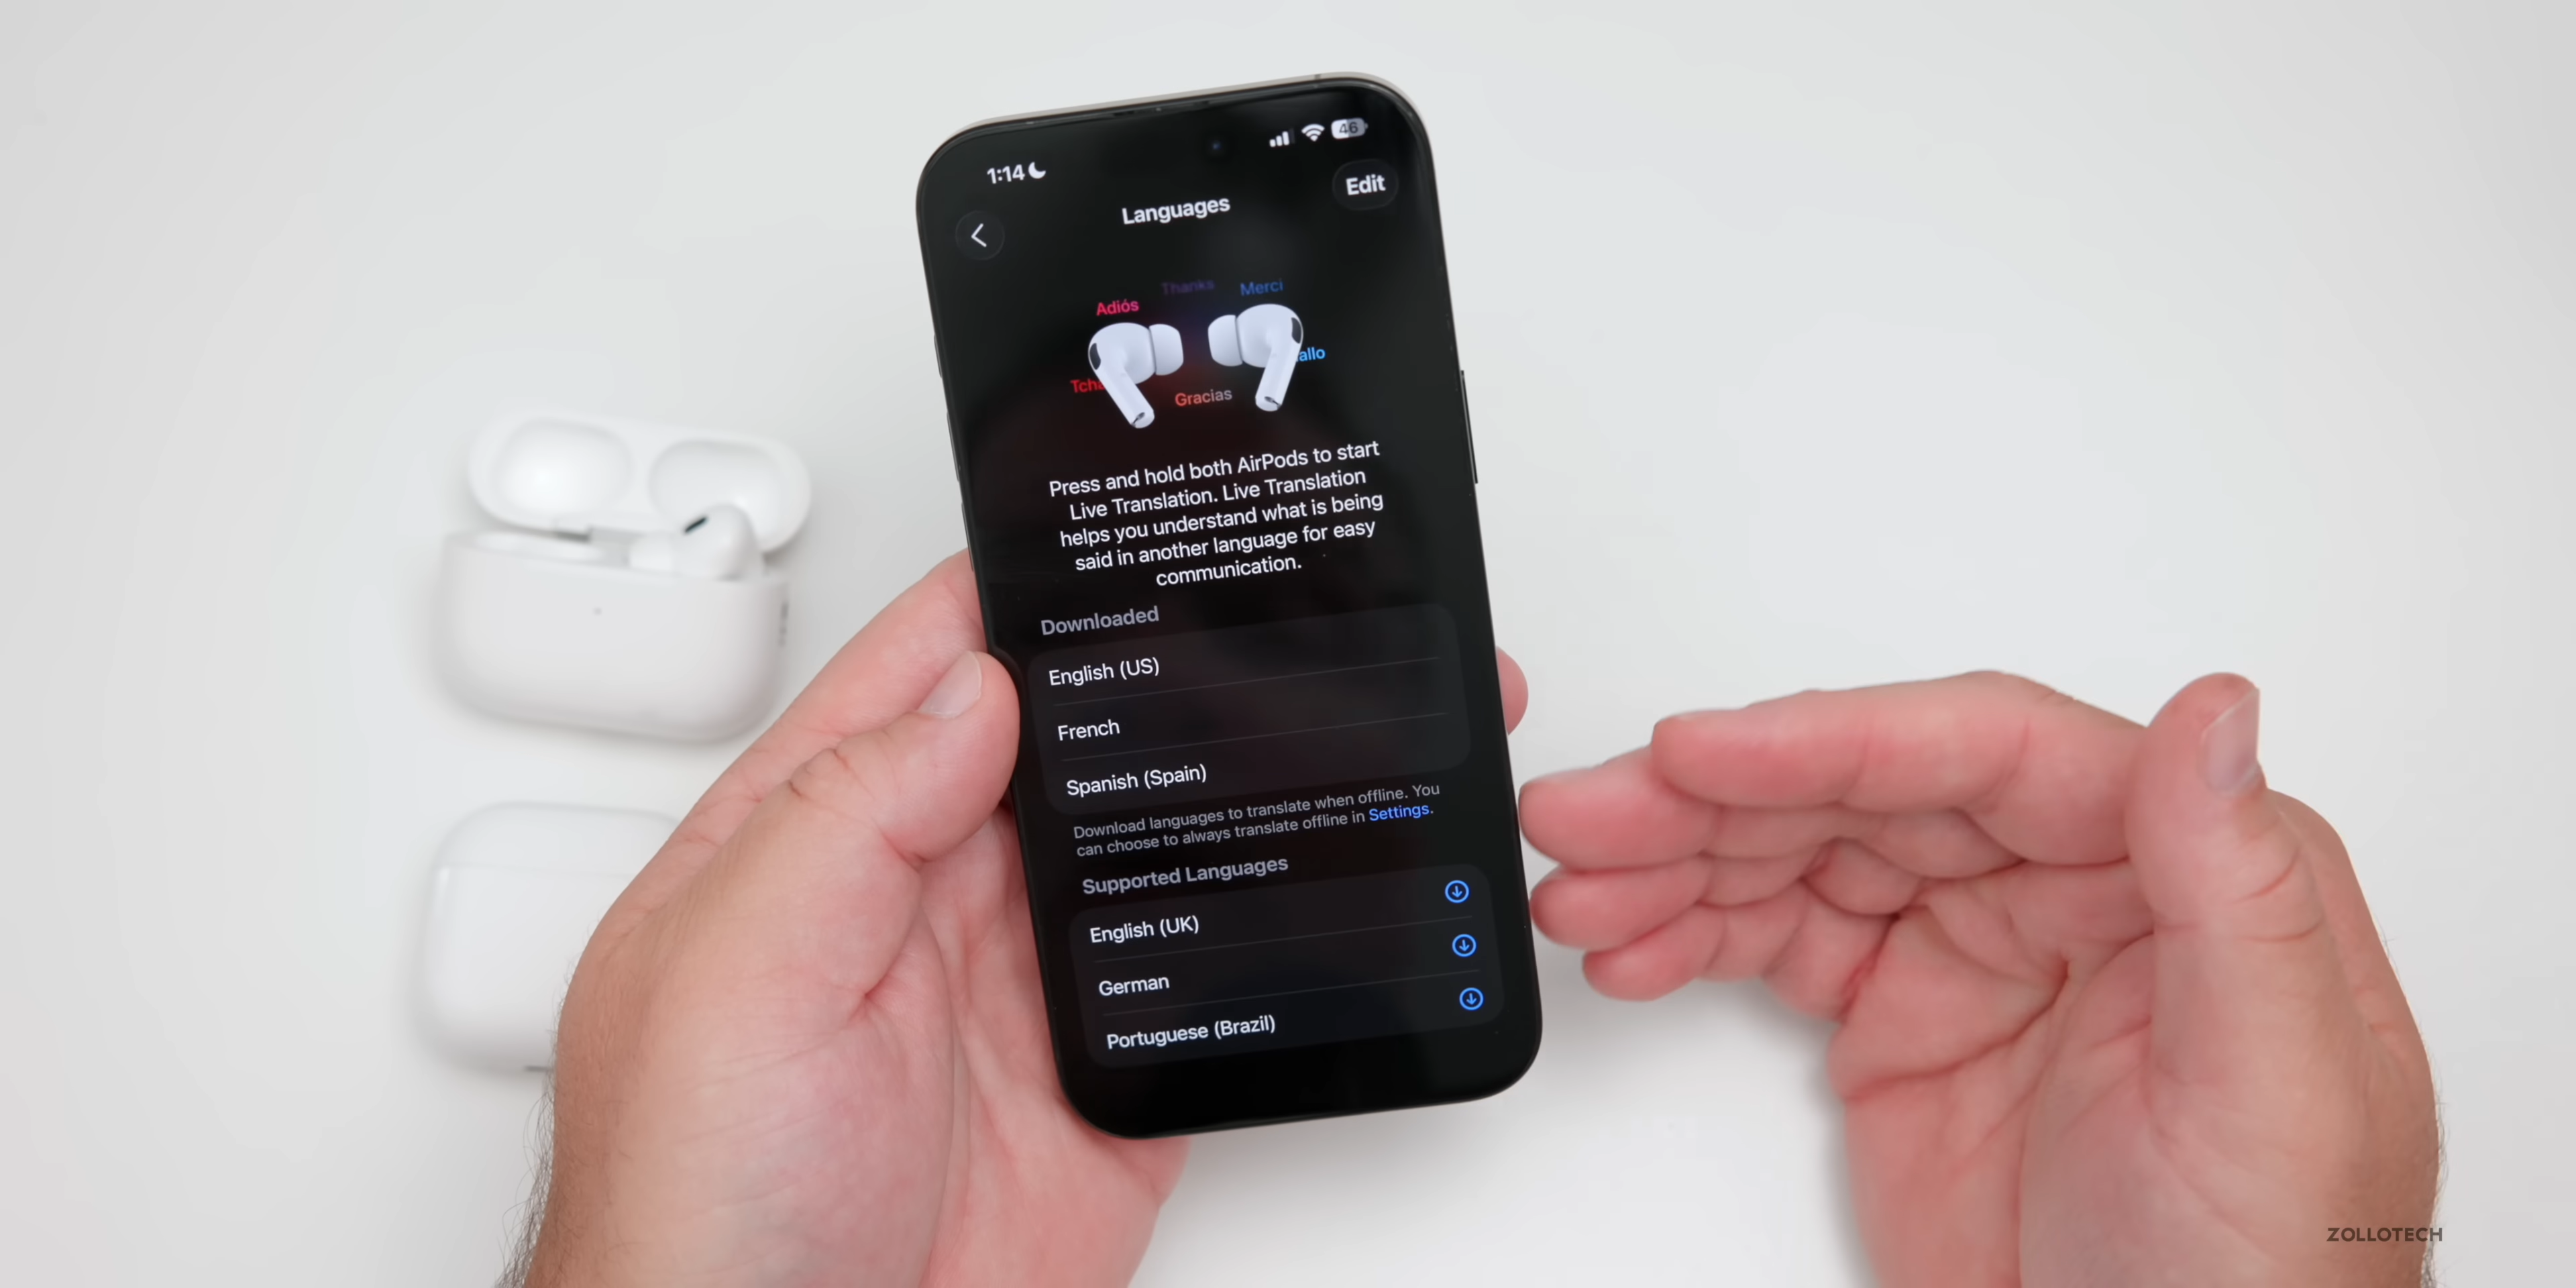 1:14
46
Edit
Languages
Thanks
Merci
Adiós
allo
Tcha
Gracias
Press and hold both AirPods to start
Live Translation. Live Translation
helps you understand what is being
said in another language for easy
communication.
Downloaded
English (US)
French
Spanish (Spain)
Download languages to translate when offline. You
can choose to always translate offline in Settings.
Supported Languages
English (UK)
German
Portuguese (Brazil)
ZOLLOTECH